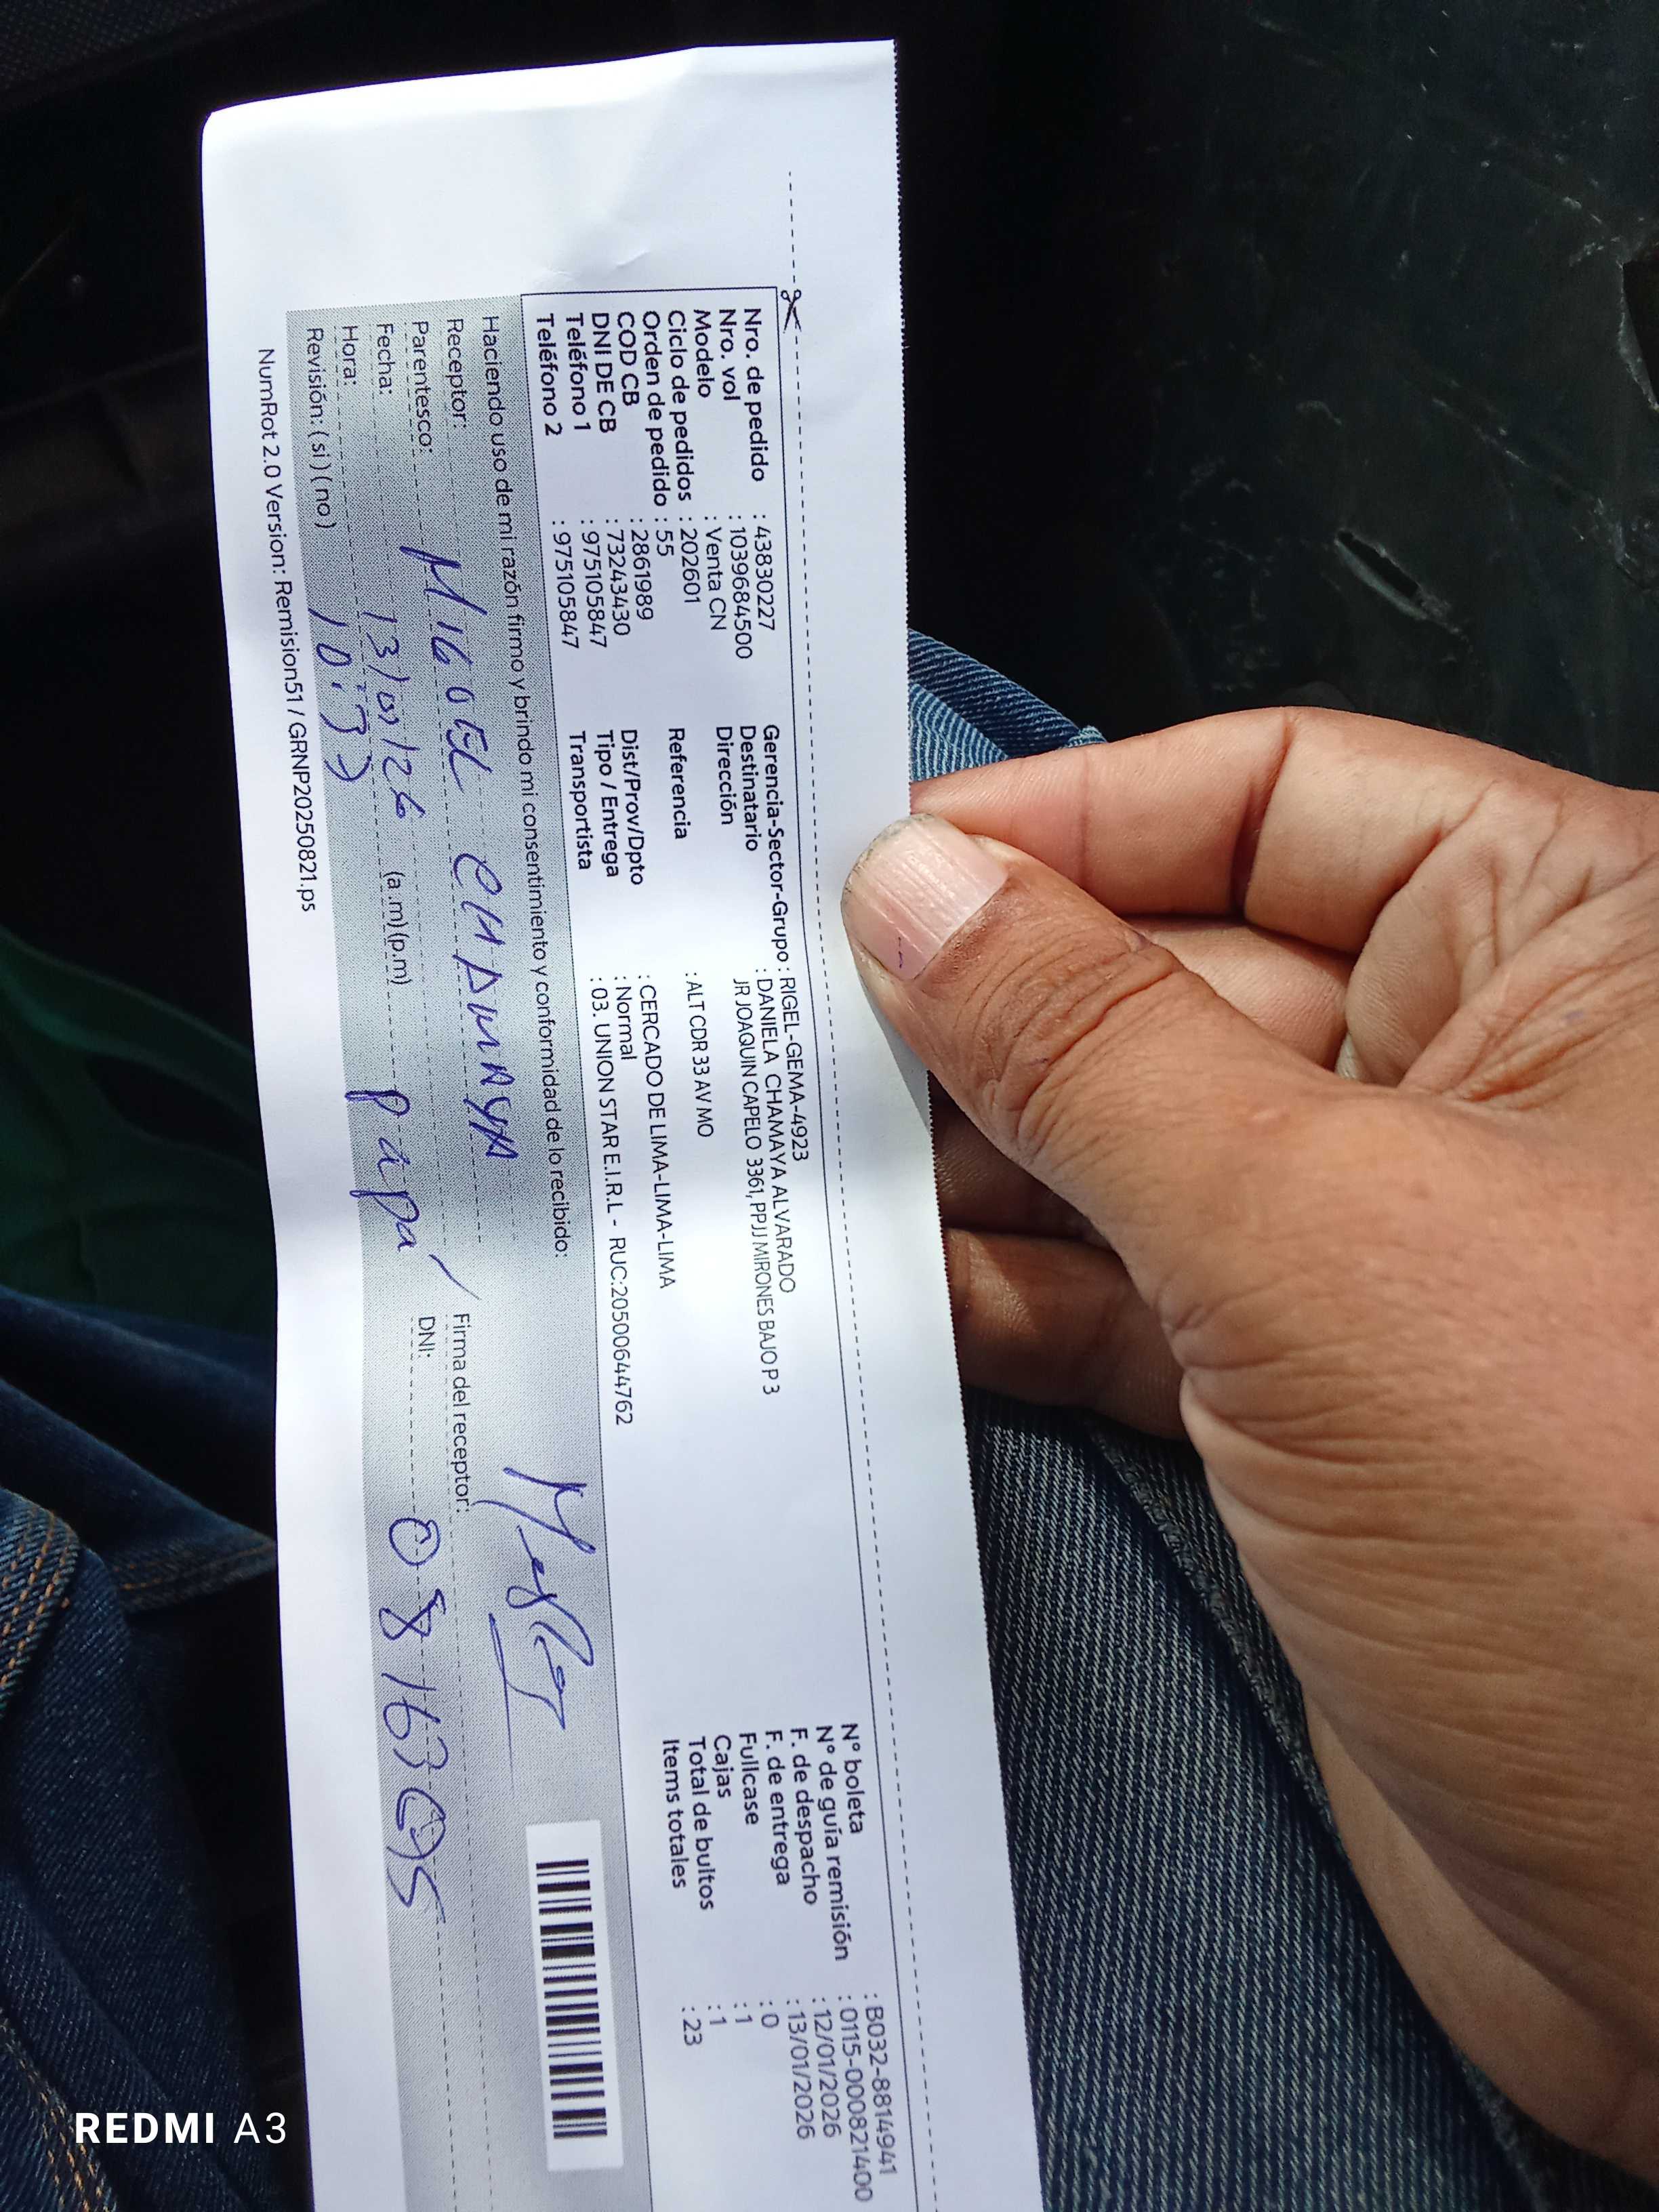 Nro. de pedido : 43830227
Nro. vol : 1039684500
Modelo : Venta CN
Ciclo de pedidos : 202601
Orden de pedido : 55
COD CB : 2861989
DNI DE CB : 73243430
Teléfono 1 : 975105847
Teléfono 2 : 975105847
Gerencia-Sector-Grupo : RIGEL-GEMA-4923
Destinatario : DANIELA CHAMAYA ALVARADO
Dirección JR JOAQUIN CAPELO 3361, PPJJ MIRONES BAJO P 3
Referencia : ALT CDR 33 AV MO
Dist/Prov/Dpto : CERCADO DE LIMA-LIMA-LIMA
Tipo / Entrega : Normal
Transportista : 03. UNION STAR E.I.R.L - RUC:20500644762
Nº boleta : B032-8814941
Nº de guía remisión : 0115-0000821400
F. de despacho : 12/01/2026
F. de entrega : 13/01/2026
Fullcase : 0
Cajas : 1
Total de bultos : 1
Items totales : 23
Haciendo uso de mi razón firmo y brindo mi consentimiento y conformidad de lo recibido:
Receptor: MIGUEL CHAMAYA
Firma del receptor:
Parentesco: papá
DNI:
Fecha: 13/01/26
Hora: 10:33 (a.m) (p.m)
Revisión: ( si ) ( no )
NumRot 2.0 Version: Remision51 / GRNP20250821.ps
REDMI A3